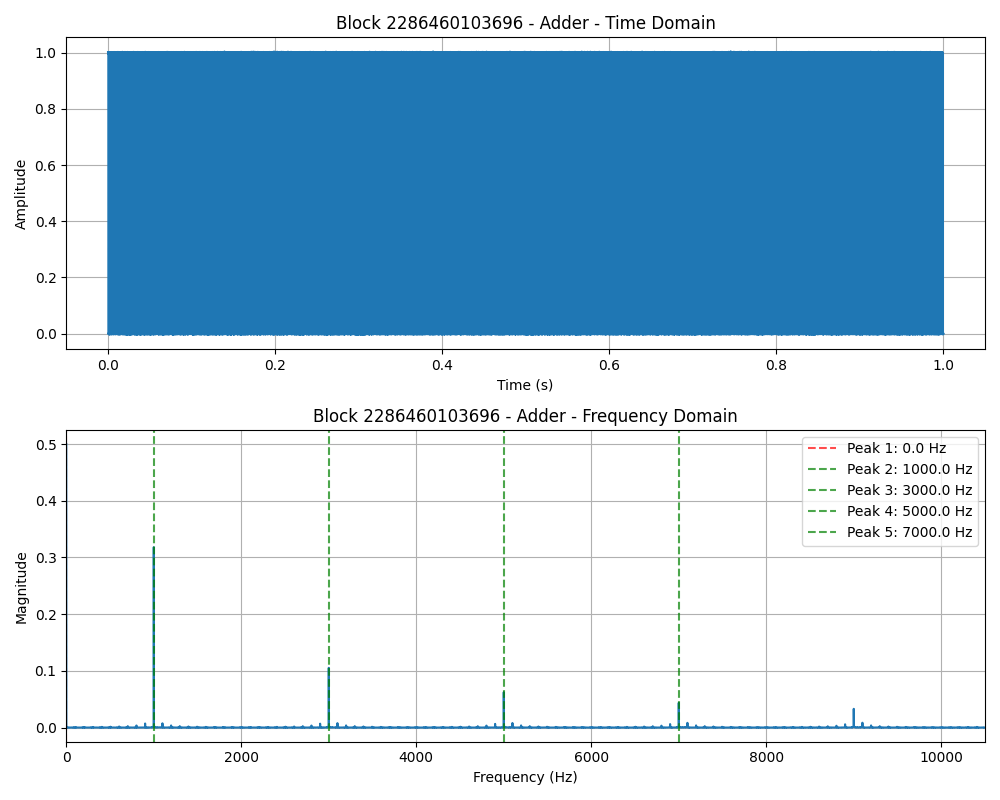 Block 2286460103696 - Adder - Time Domain
1.0
0.8
0.6
0.4
0.2
0.0
Amplitude
0.0 0.2 0.4 0.6 0.8 1.0
Time (s)
Block 2286460103696 - Adder - Frequency Domain
0.5
0.4
0.3
0.2
0.1
0.0
Magnitude
Peak 1: 0.0 Hz
Peak 2: 1000.0 Hz
Peak 3: 3000.0 Hz
Peak 4: 5000.0 Hz
Peak 5: 7000.0 Hz
0 2000 4000 6000 8000 10000
Frequency (Hz)